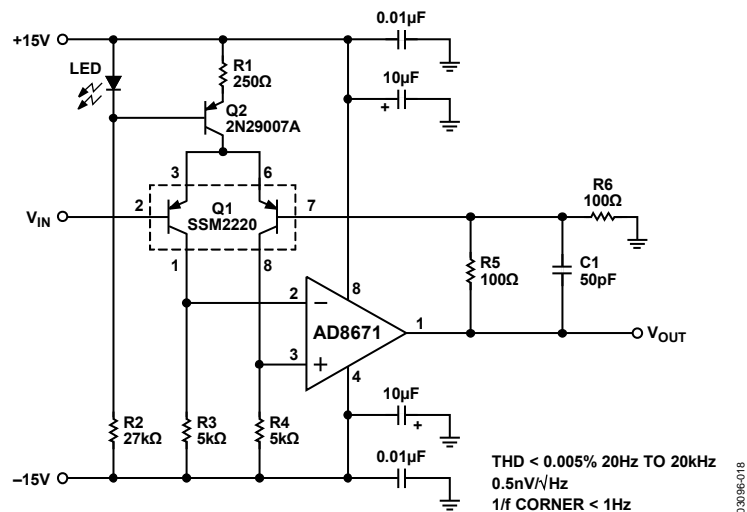 0.01µF
+15V
LED
R1
250Ω
10µF
+
Q2
2N29007A
3
6
R6
100Ω
2
Q1
SSM2220
7
VIN
1
8
R5
100Ω
C1
50pF
2
–
8
AD8671
1
VOUT
3
+
4
10µF
+
R2
27kΩ
R3
5kΩ
R4
5kΩ
0.01µF
–15V
THD < 0.005% 20Hz TO 20kHz
0.5nV/√Hz
1/f CORNER < 1Hz
03096-018